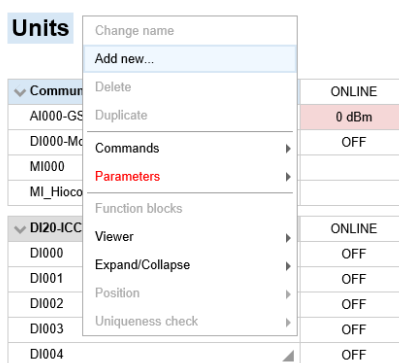 Units
Change name
Add new...
Delete
Duplicate
Commands
Parameters
Function blocks
Viewer
Expand/Collapse
Position
Uniqueness check
Commun ONLINE
AI000-GS 0 dBm
DI000-Mo OFF
MI000
MI_Hioco
DI20-ICC ONLINE
DI000 OFF
DI001 OFF
DI002 OFF
DI003 OFF
DI004 OFF